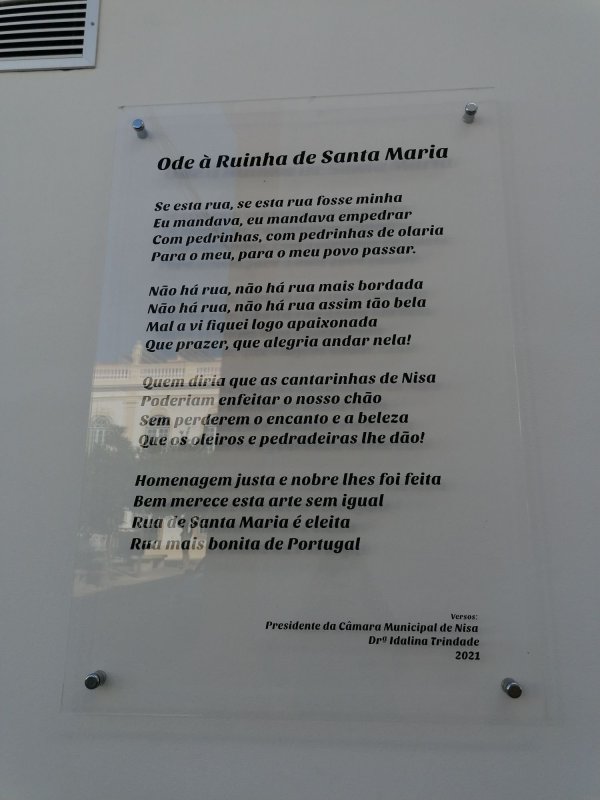 Ode à Ruinha de Santa Maria
Se esta rua, se esta rua fosse minha
Eu mandava, eu mandava empedrar
Com pedrinhas, com pedrinhas de olaria
Para o meu, para o meu povo passar.
Não há rua, não há rua mais bordada
Não há rua, não há rua assim tão bela
Mal a vi fiquei logo apaixonada
Que prazer, que alegria andar nela!
Quem diria que as cantarinhas de Nisa
Poderiam enfeitar o nosso chão
Sem perderem o encanto e a beleza
Que os oleiros e pedradeiras lhe dão!
Homenagem justa e nobre lhes foi feita
Bem merece esta arte sem igual
Rua de Santa Maria é eleita
Rua mais bonita de Portugal
Versos:
Presidente da Câmara Municipal de Nisa
Drª Idalina Trindade
2021